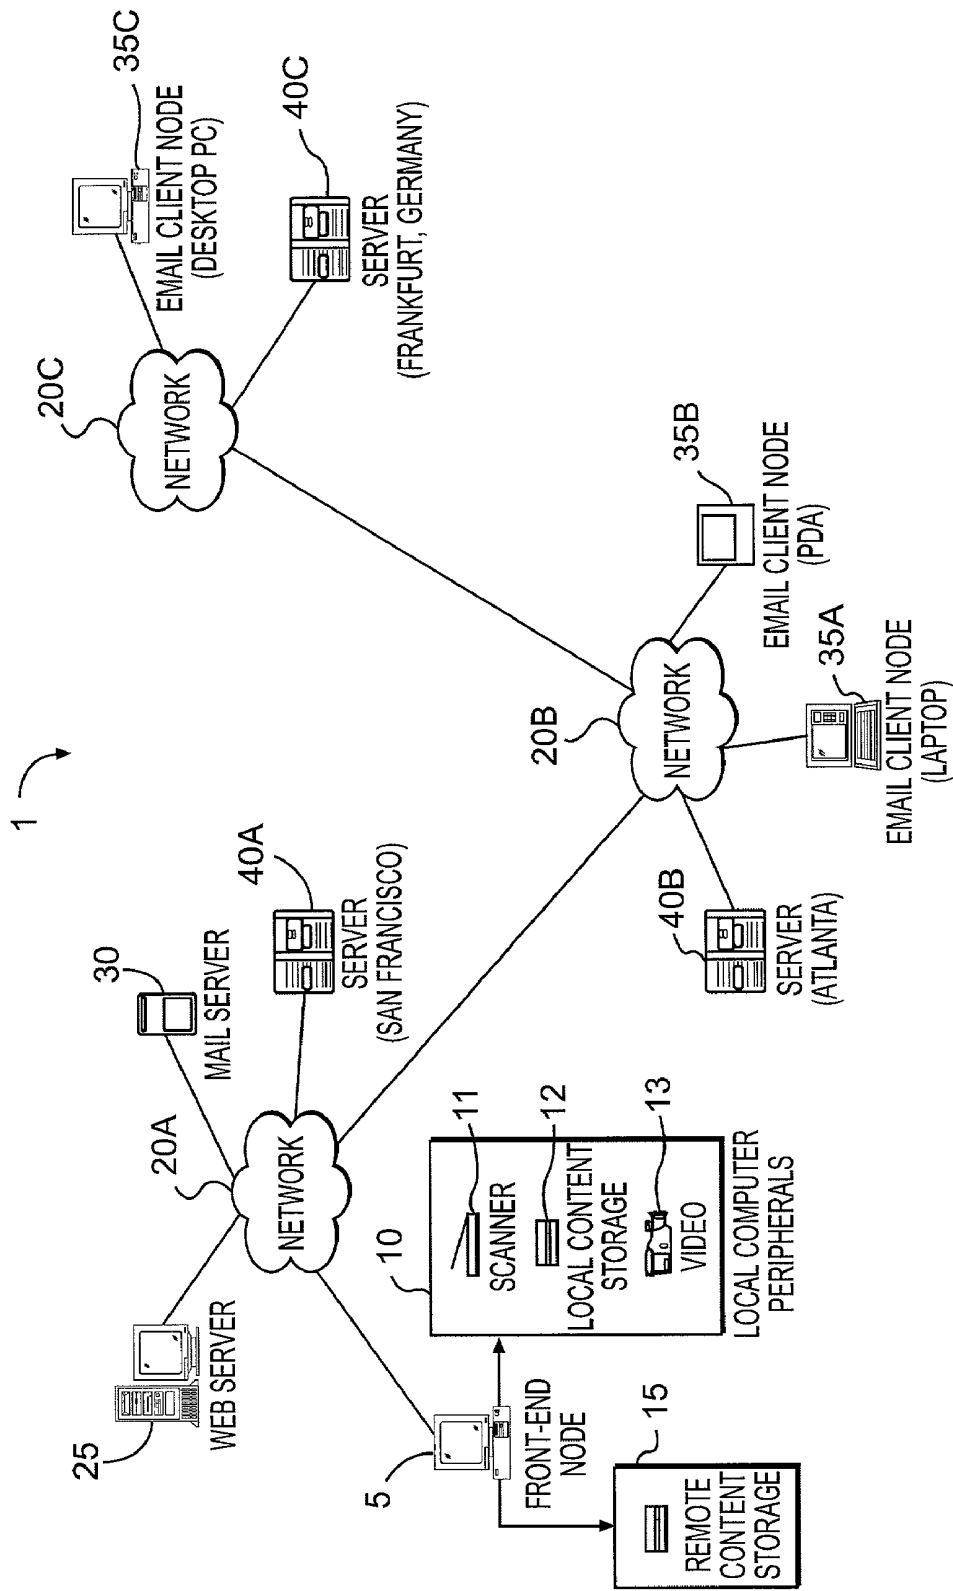 1
35C
EMAIL CLIENT NODE
(DESKTOP PC)
40C
SERVER
(FRANKFURT, GERMANY)
20C
NETWORK
35B
EMAIL CLIENT NODE
(PDA)
35A
EMAIL CLIENT NODE
(LAPTOP)
20B
NETWORK
40B
SERVER
(ATLANTA)
40A
SERVER
(SAN FRANCISCO)
30
MAIL SERVER
20A
NETWORK
25
WEB SERVER
5
FRONT-END
NODE
10
SCANNER
11
LOCAL CONTENT
STORAGE
12
VIDEO
13
LOCAL COMPUTER
PERIPHERALS
15
REMOTE
CONTENT
STORAGE